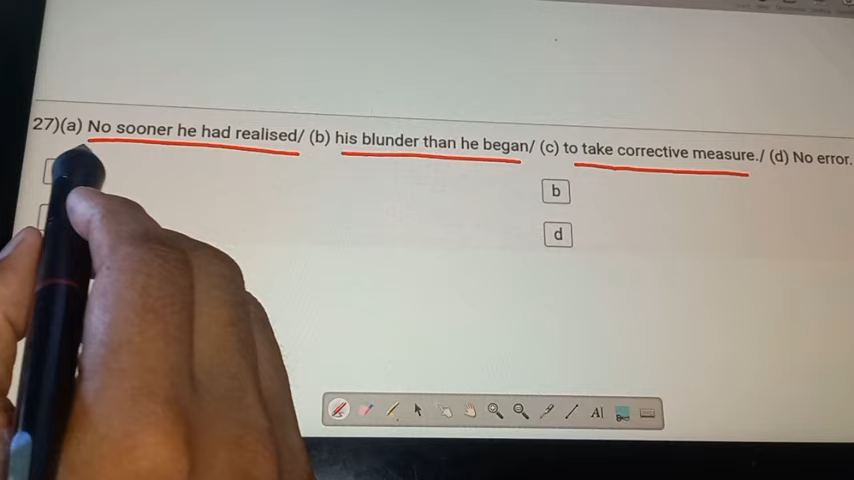 27)(a) No sooner he had realised/ (b) his blunder than he began/ (c) to take corrective measure./ (d) No error.
b
d
A